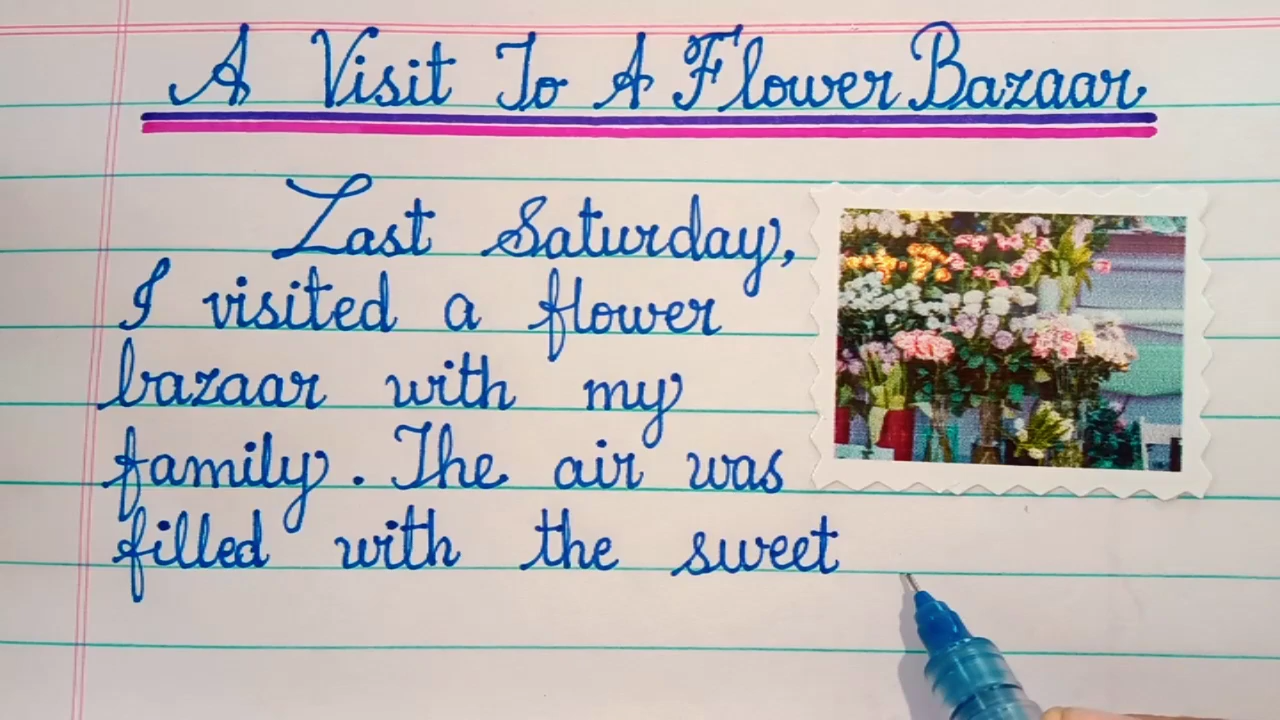 A Visit To A Flower Bazaar
Last Saturday,
I visited a flower
bazaar with my
family. The air was
filled with the sweet